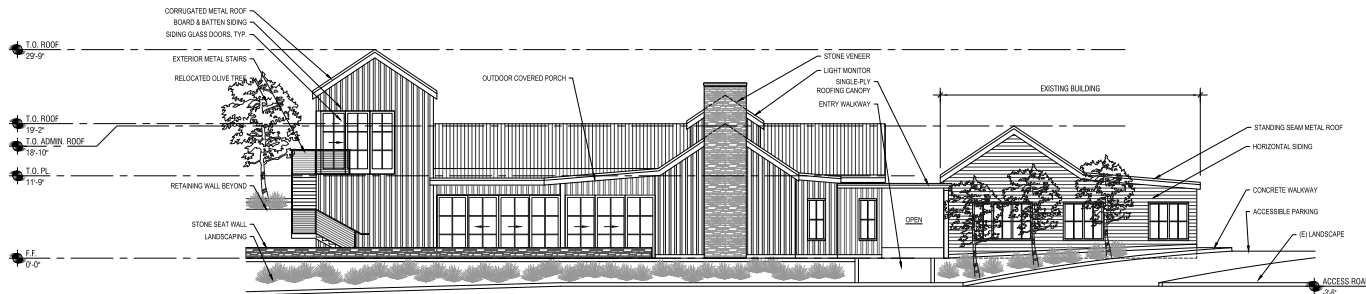 CORRUGATED METAL ROOF
BOARD & BATTEN SIDING
SIDING GLASS DOORS, TYP.
EXTERIOR METAL STAIRS
RELOCATED OLIVE TREE
T.O. ROOF
29'-9"
T.O. ROOF
19'-2"
T.O. ADMIN. ROOF
18'-10"
T.O. PL.
11'-9"
RETAINING WALL BEYOND
STONE SEAT WALL
LANDSCAPING
F.F.
0'-0"
OUTDOOR COVERED PORCH
STONE VENEER
LIGHT MONITOR
SINGLE-PLY
ROOFING CANOPY
ENTRY WALKWAY
OPEN
EXISTING BUILDING
STANDING SEAM METAL ROOF
HORIZONTAL SIDING
CONCRETE WALKWAY
ACCESSIBLE PARKING
(E) LANDSCAPE
ACCESS ROAD